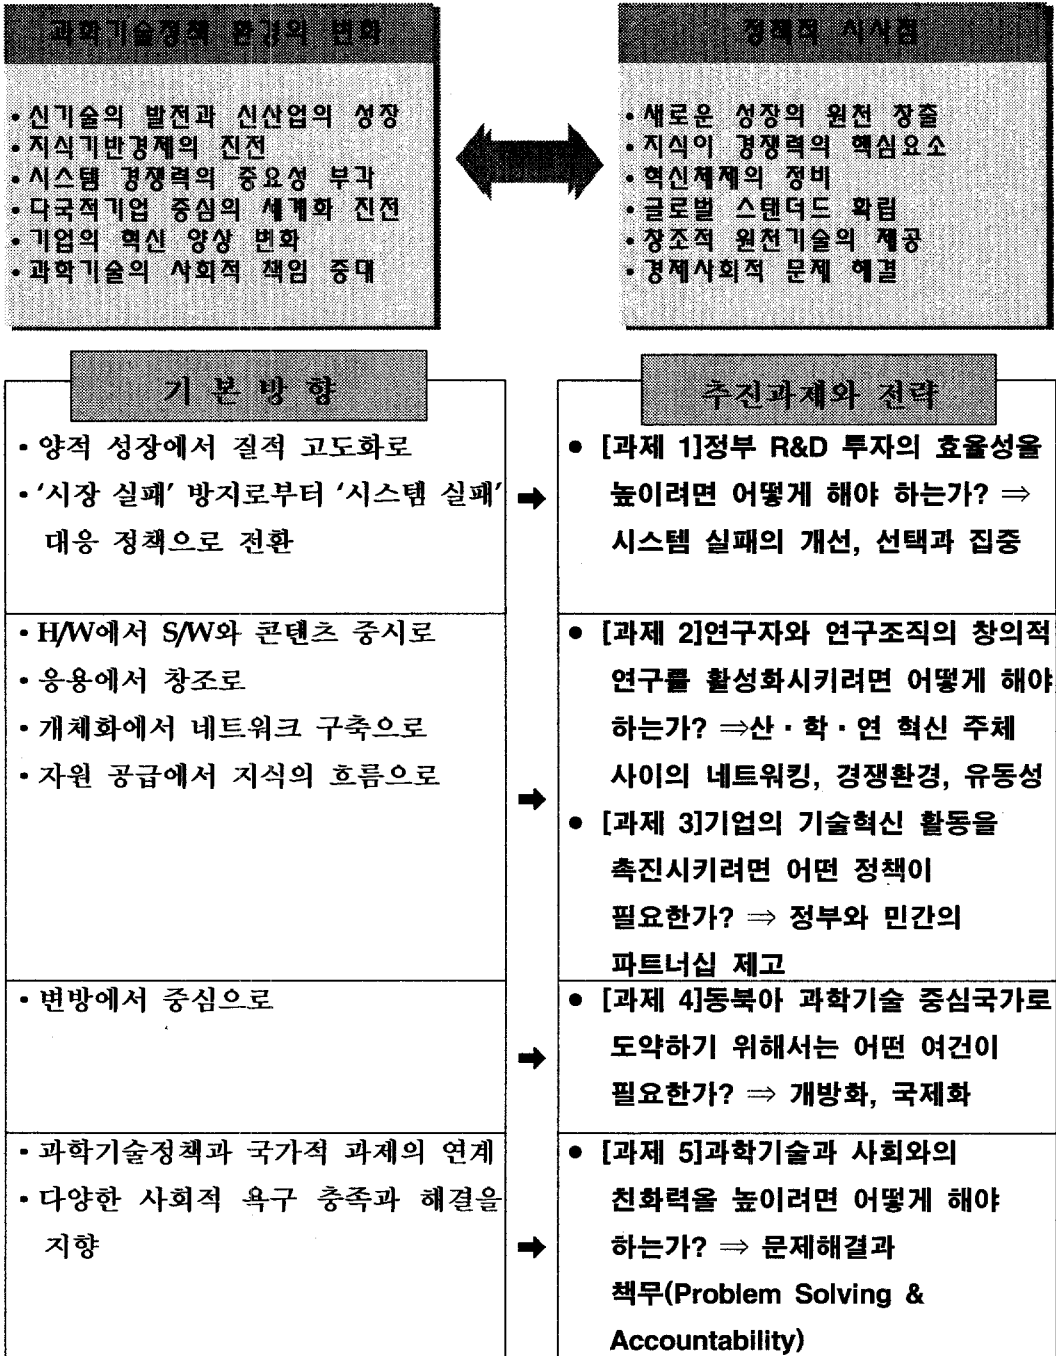 과학기술정책 환경의 변화
• 신기술의 발전과 신산업의 성장
• 지식기반경제의 진전
• 시스템 경쟁력의 중요성 부각
• 다국적기업 중심의 세계화 진전
• 기업의 혁신 양상 변화
• 과학기술의 사회적 책임 증대
정책적 시사점
• 새로운 성장의 원천 창출
• 지식이 경쟁력의 핵심요소
• 혁신체제의 정비
• 글로벌 스탠더드 확립
• 창조적 원천기술의 제공
• 경제사회적 문제 해결
기 본 방 향
• 양적 성장에서 질적 고도화로
• '시장 실패' 방지로부터 '시스템 실패'
대응 정책으로 전환
추진과제와 전략
● [과제 1]정부 R&D 투자의 효율성을
높이려면 어떻게 해야 하는가? ⇒
시스템 실패의 개선, 선택과 집중
• H/W에서 S/W와 콘텐츠 중시로
• 응용에서 창조로
• 개체화에서 네트워크 구축으로
• 자원 공급에서 지식의 흐름으로
● [과제 2]연구자와 연구조직의 창의적
연구를 활성화시키려면 어떻게 해야
하는가? ⇒산・학・연 혁신 주체
사이의 네트워킹, 경쟁환경, 유동성
● [과제 3]기업의 기술혁신 활동을
촉진시키려면 어떤 정책이
필요한가? ⇒ 정부와 민간의
파트너십 제고
• 변방에서 중심으로
● [과제 4]동북아 과학기술 중심국가로
도약하기 위해서는 어떤 여건이
필요한가? ⇒ 개방화, 국제화
• 과학기술정책과 국가적 과제의 연계
• 다양한 사회적 욕구 충족과 해결을
지향
● [과제 5]과학기술과 사회와의
친화력을 높이려면 어떻게 해야
하는가? ⇒ 문제해결과
책무(Problem Solving &
Accountability)